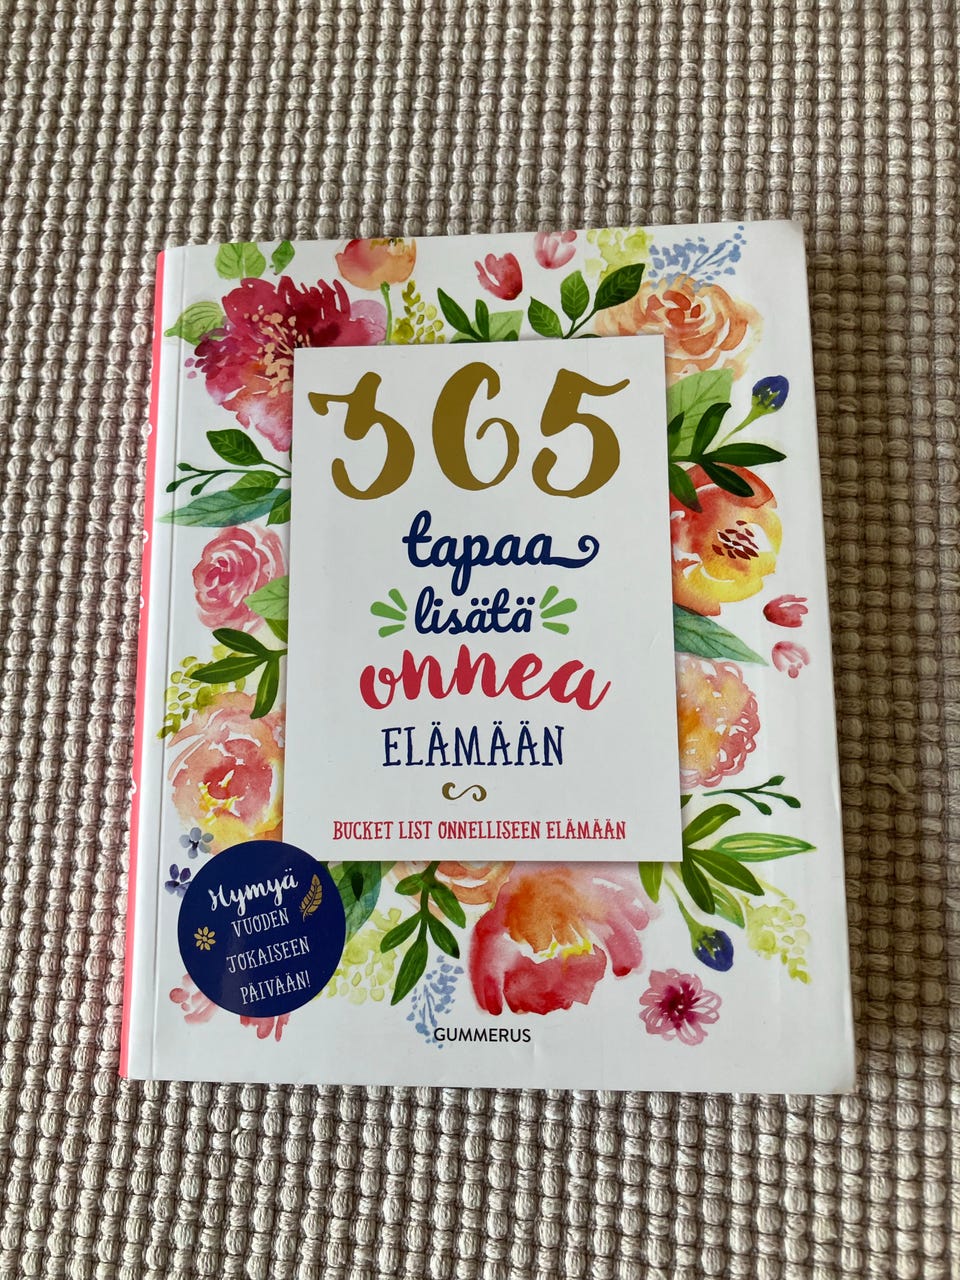 365
tapaa
lisätä
onnea
ELÄMÄÄN
BUCKET LIST ONNELLISEEN ELÄMÄÄN
Hymyä
VUODEN
JOKAISEEN
PÄIVÄÄN!
GUMMERUS